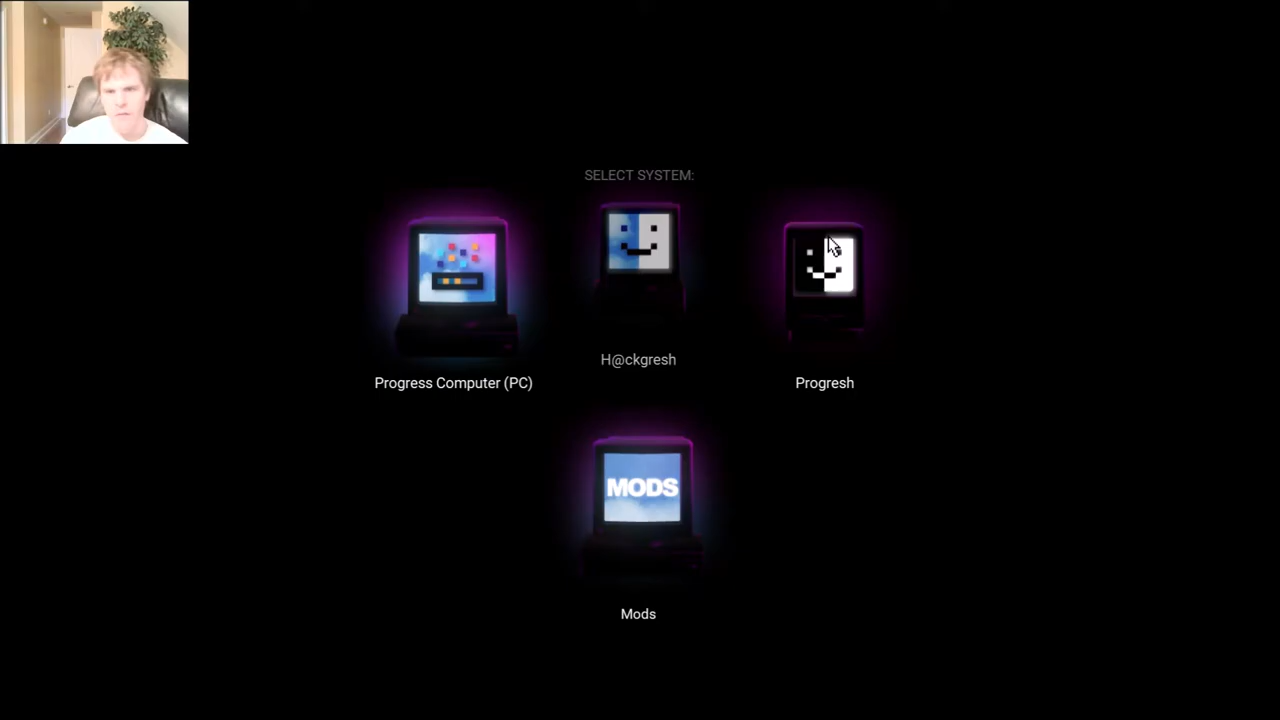 SELECT SYSTEM:
H@ckgresh
Progress Computer (PC)
Progresh
MODS
Mods